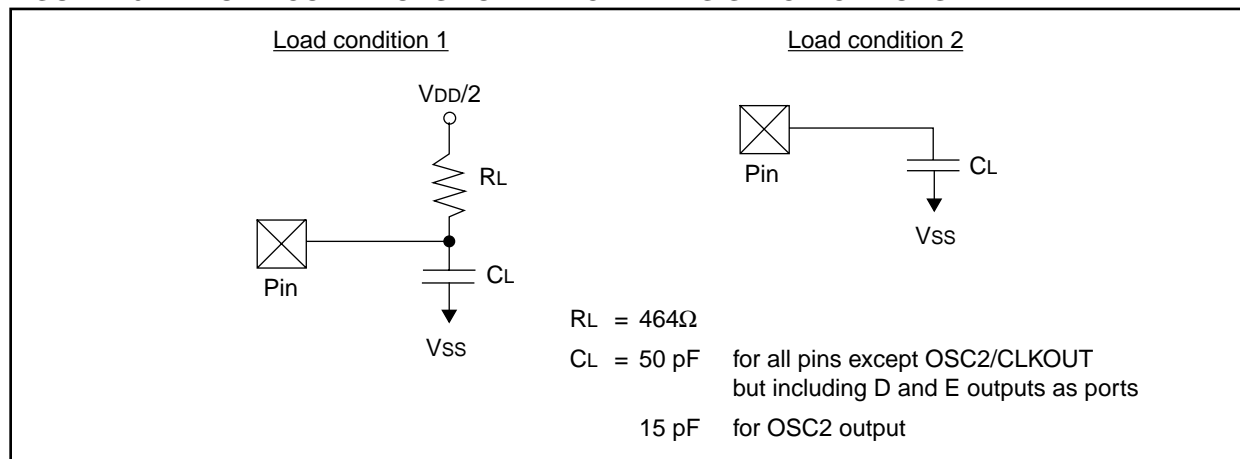 Load condition 1
Load condition 2
VDD/2
RL
Pin
CL
VSS
Pin
CL
VSS
RL = 464Ω
CL = 50 pF for all pins except OSC2/CLKOUT
but including D and E outputs as ports
15 pF for OSC2 output